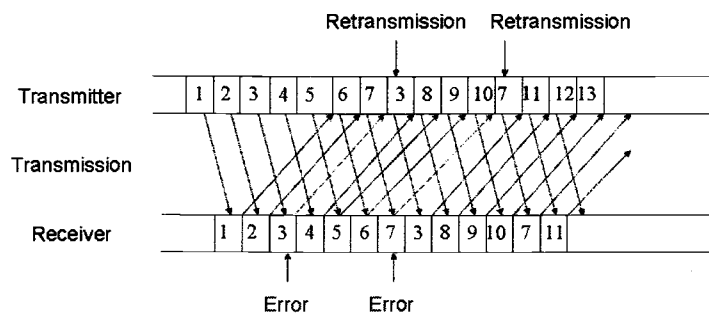 Retransmission Retransmission
Transmitter 1 2 3 4 5 6 7 3 8 9 10 7 11 12 13
Transmission
Receiver 1 2 3 4 5 6 7 3 8 9 10 7 11
Error Error